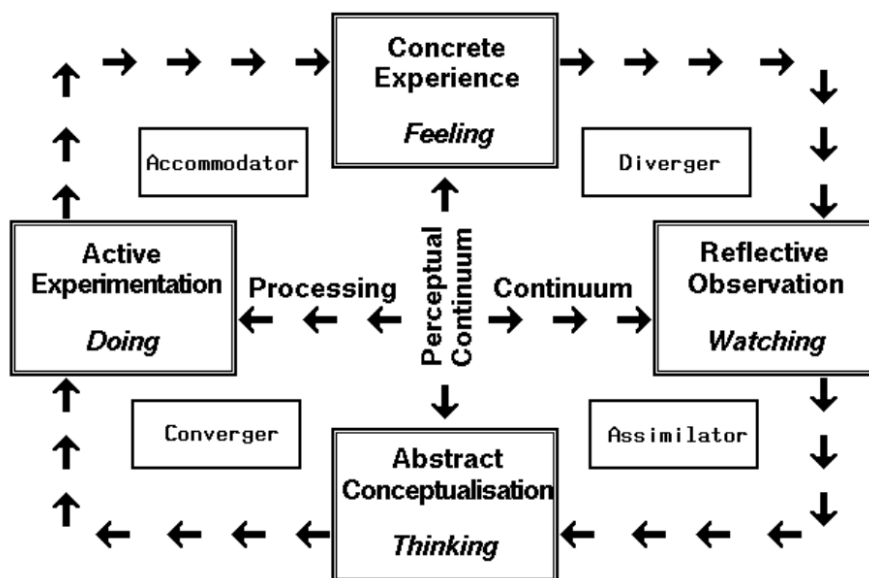 Concrete
Experience
Feeling
Accommodator
Diverger
Active
Experimentation
Doing
Processing
Perceptual
Continuum
Continuum
Reflective
Observation
Watching
Converger
Assimilator
Abstract
Conceptualisation
Thinking